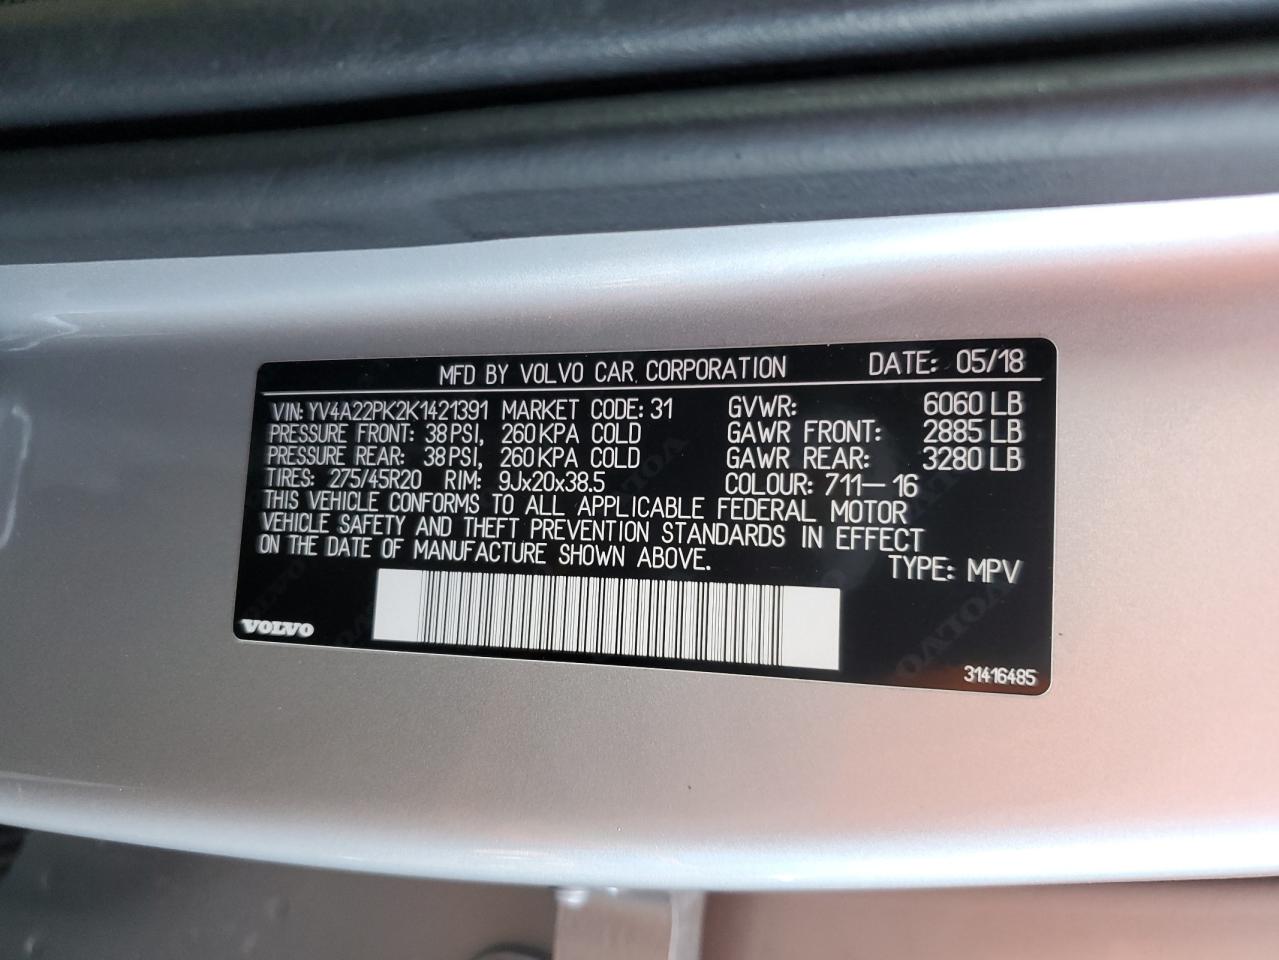 MFD BY VOLVO CAR CORPORATION DATE: 05/18
VIN: YV4A22PK2K1421391 MARKET CODE: 31 GVWR: 6060 LB
PRESSURE FRONT: 38 PSI, 260 KPA COLD GAWR FRONT: 2885 LB
PRESSURE REAR: 38 PSI, 260 KPA COLD GAWR REAR: 3280 LB
TIRES: 275/45R20 RIM: 9Jx20x38.5 COLOUR: 711-16
THIS VEHICLE CONFORMS TO ALL APPLICABLE FEDERAL MOTOR
VEHICLE SAFETY AND THEFT PREVENTION STANDARDS IN EFFECT
ON THE DATE OF MANUFACTURE SHOWN ABOVE. TYPE: MPV
VOLVO
31416485